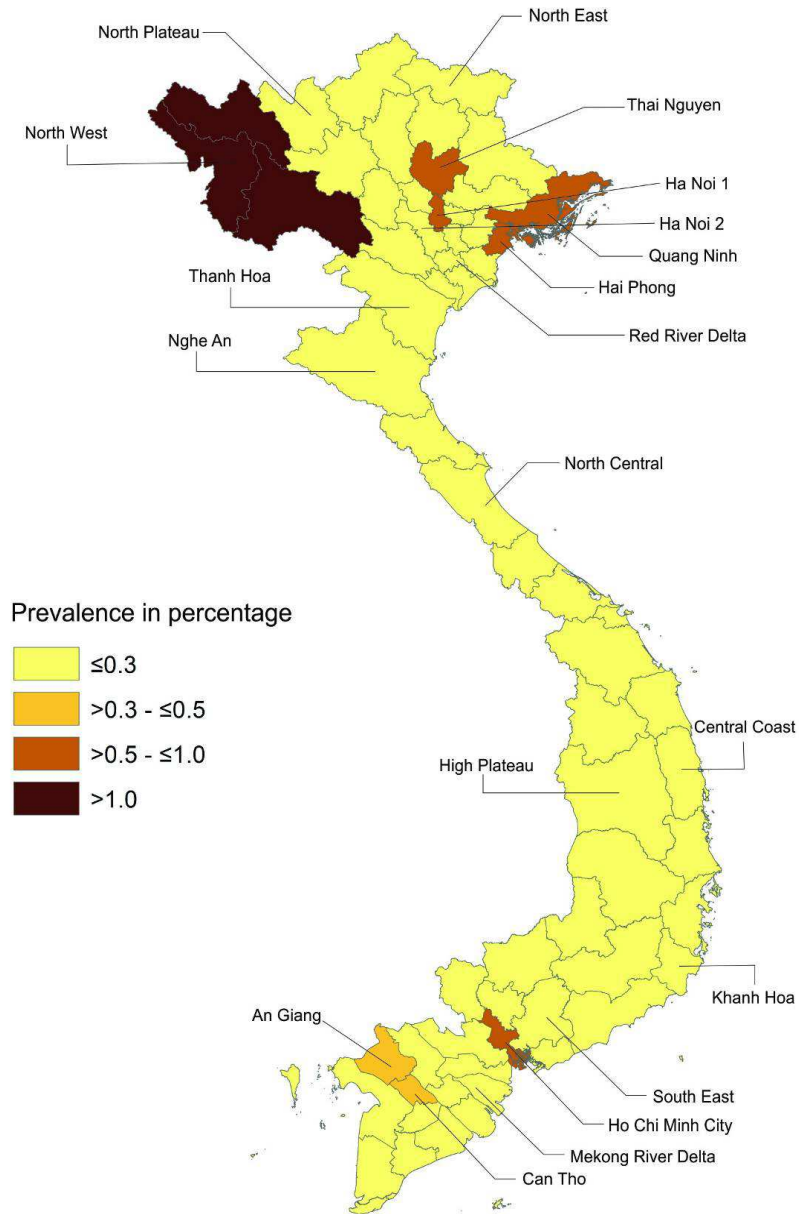 North East
North Plateau
Thai Nguyen
North West
Ha Noi 1
Ha Noi 2
Quang Ninh
Thanh Hoa
Hai Phong
Red River Delta
Nghe An
North Central
Prevalence in percentage
≤0.3
>0.3 - ≤0.5
>0.5 - ≤1.0
>1.0
Central Coast
High Plateau
Khanh Hoa
An Giang
South East
Ho Chi Minh City
Mekong River Delta
Can Tho